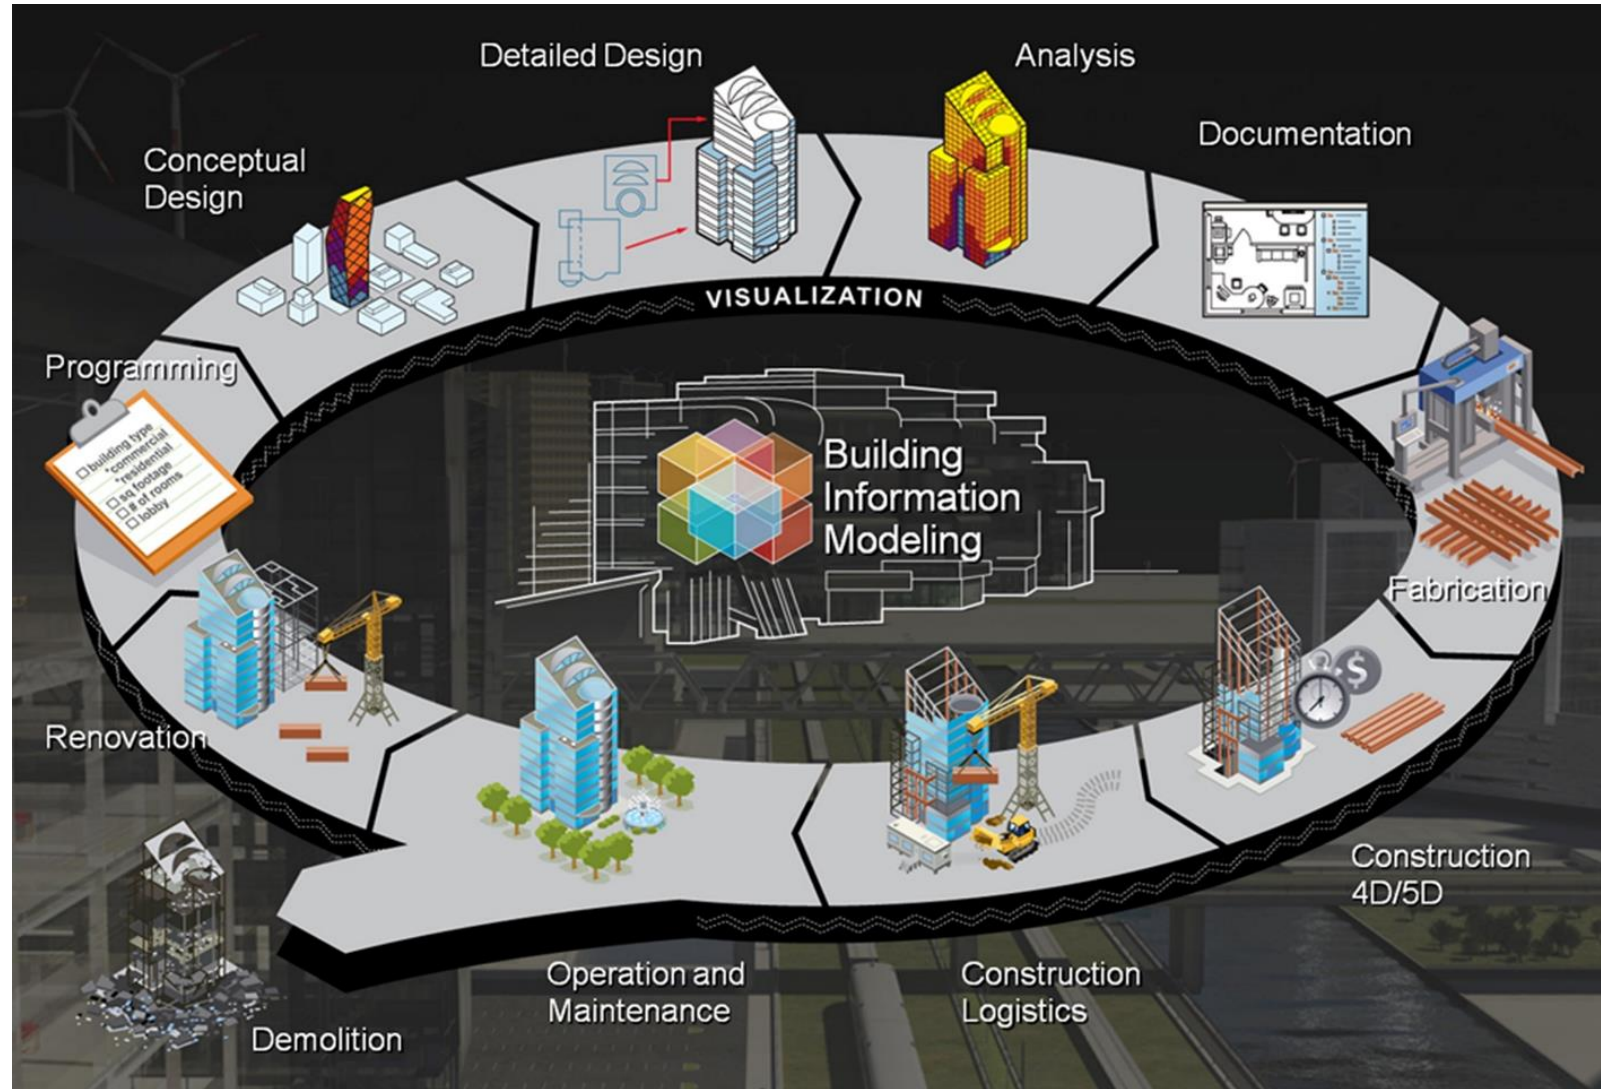 Detailed Design
Analysis
Documentation
Conceptual
Design
VISUALIZATION
Programming
□ building type
*commercial
*residential
□ sq footage
□ # of rooms
□ lobby
Building
Information
Modeling
Fabrication
$
Renovation
Construction
4D/5D
Operation and
Maintenance
Construction
Logistics
Demolition